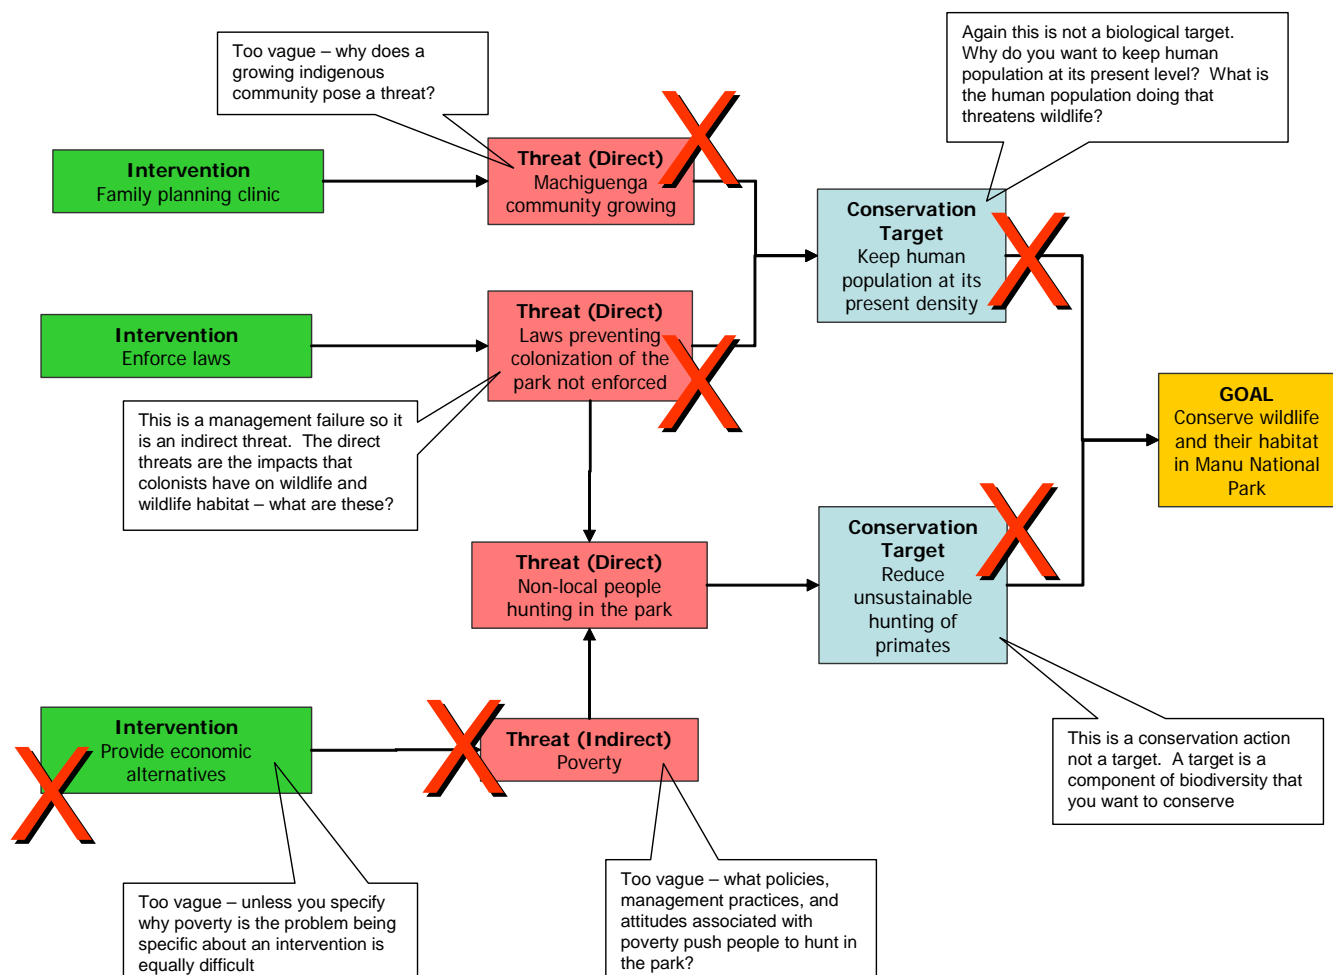 Too vague – why does a
growing indigenous
community pose a threat?
Again this is not a biological target.
Why do you want to keep human
population at its present level?  What is
the human population doing that
threatens wildlife?
Intervention
Family planning clinic
Threat (Direct)
Machiguenga
community growing
Conservation
Target
Keep human
population at its
present density
Intervention
Enforce laws
Threat (Direct)
Laws preventing
colonization of the
park not enforced
This is a management failure so it
is an indirect threat.  The direct
threats are the impacts that
colonists have on wildlife and
wildlife habitat – what are these?
GOAL
Conserve wildlife
and their habitat
in Manu National
Park
Threat (Direct)
Non-local people
hunting in the park
Conservation
Target
Reduce
unsustainable
hunting of
primates
Intervention
Provide economic
alternatives
Threat (Indirect)
Poverty
This is a conservation action
not a target.  A target is a
component of biodiversity that
you want to conserve
Too vague – unless you specify
why poverty is the problem being
specific about an intervention is
equally difficult
Too vague – what policies,
management practices, and
attitudes associated with
poverty push people to hunt in
the park?